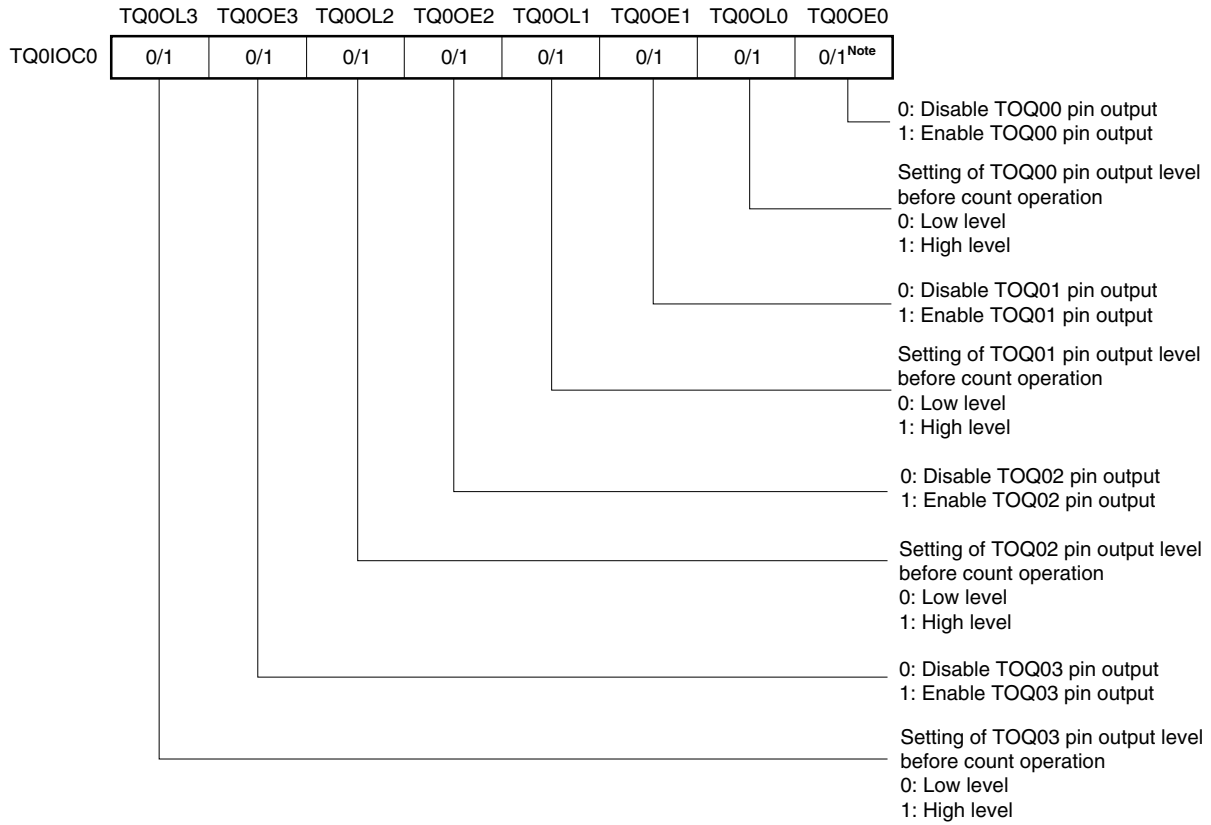 TQ0OL3 TQ0OE3 TQ0OL2 TQ0OE2 TQ0OL1 TQ0OE1 TQ0OL0 TQ0OE0
TQ0IOC0 0/1 0/1 0/1 0/1 0/1 0/1 0/1 0/1Note
0: Disable TOQ00 pin output
1: Enable TOQ00 pin output
Setting of TOQ00 pin output level
before count operation
0: Low level
1: High level
0: Disable TOQ01 pin output
1: Enable TOQ01 pin output
Setting of TOQ01 pin output level
before count operation
0: Low level
1: High level
0: Disable TOQ02 pin output
1: Enable TOQ02 pin output
Setting of TOQ02 pin output level
before count operation
0: Low level
1: High level
0: Disable TOQ03 pin output
1: Enable TOQ03 pin output
Setting of TOQ03 pin output level
before count operation
0: Low level
1: High level